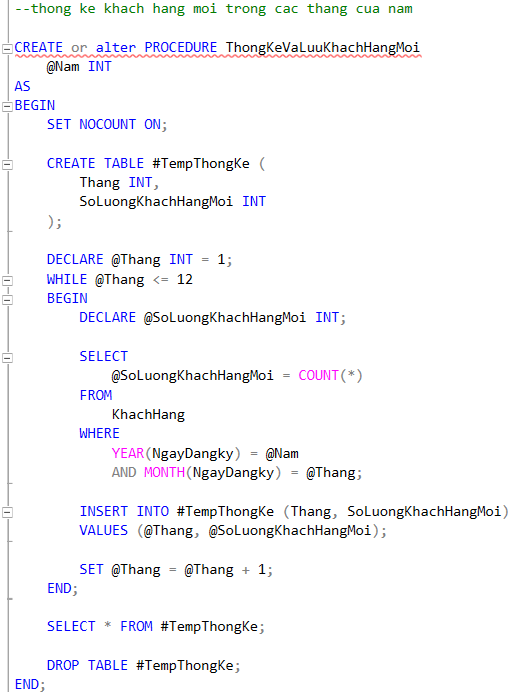 --thong ke khach hang moi trong cac thang cua nam
CREATE or alter PROCEDURE ThongKeVaLuuKhachHangMoi
@Nam INT
AS
BEGIN
SET NOCOUNT ON;
CREATE TABLE #TempThongKe (
Thang INT,
SoLuongKhachHangMoi INT
);
DECLARE @Thang INT = 1;
WHILE @Thang <= 12
BEGIN
DECLARE @SoLuongKhachHangMoi INT;
SELECT
@SoLuongKhachHangMoi = COUNT(*)
FROM
KhachHang
WHERE
YEAR(NgayDangky) = @Nam
AND MONTH(NgayDangky) = @Thang;
INSERT INTO #TempThongKe (Thang, SoLuongKhachHangMoi)
VALUES (@Thang, @SoLuongKhachHangMoi);
SET @Thang = @Thang + 1;
END;
SELECT * FROM #TempThongKe;
DROP TABLE #TempThongKe;
END;